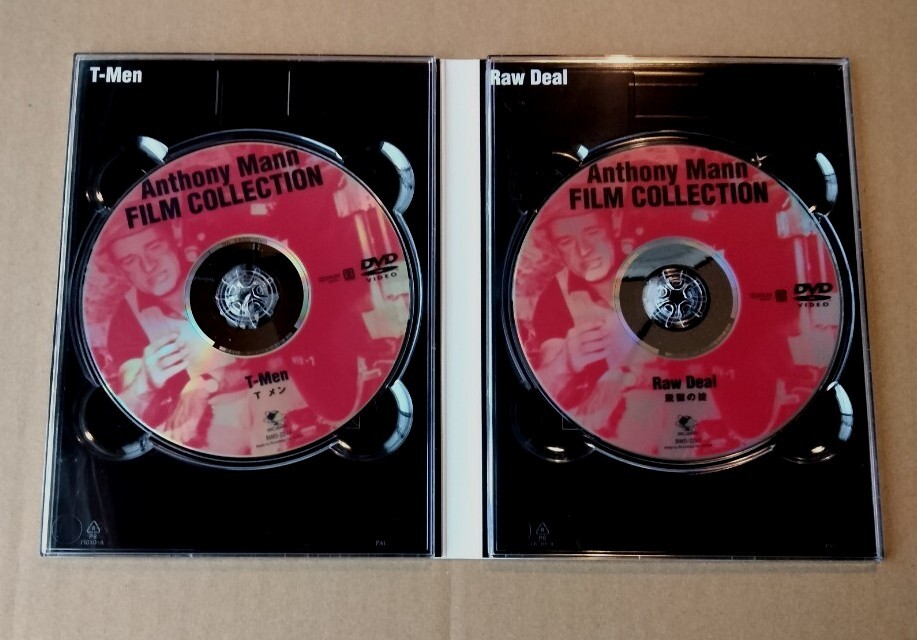 T-Men
Anthony Mann
FILM COLLECTION
DVD
VIDEO
T-Men
T メン
Raw Deal
Anthony Mann
FILM COLLECTION
DVD
VIDEO
Raw Deal